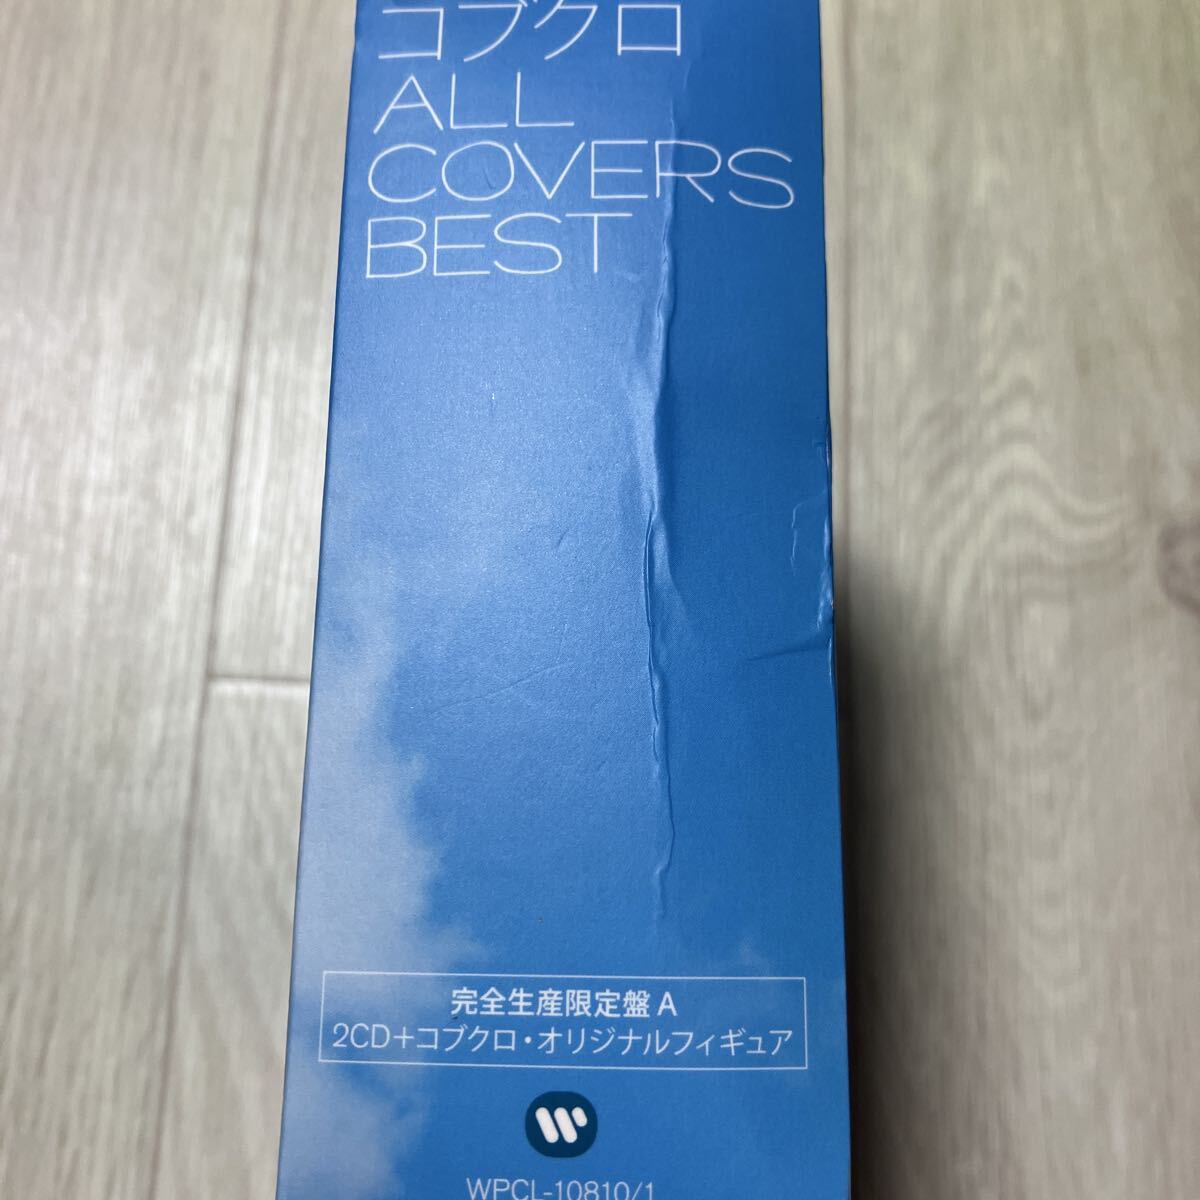 コブクロ
ALL
COVERS
BEST
完全生産限定盤 A
2CD＋コブクロ・オリジナルフィギュア
WPCL-10810/1